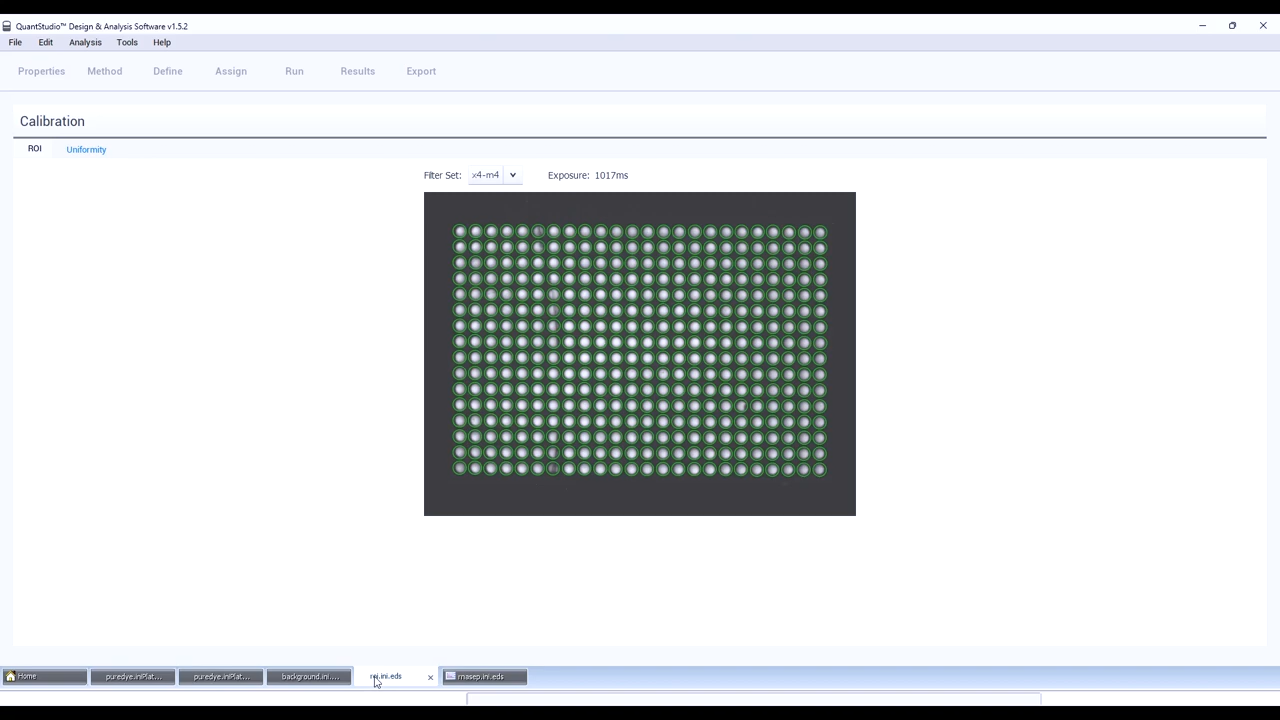 QuantStudio™ Design & Analysis Software v1.5.2
File Edit Analysis Tools Help
Properties Method Define Assign Run Results Export
Calibration
ROI Uniformity
Filter Set: x4-m4 Exposure: 1017ms
Home puredye.iniPlat... puredye.iniPlat... background.ini.... roi.ini.eds rnasep.ini.eds